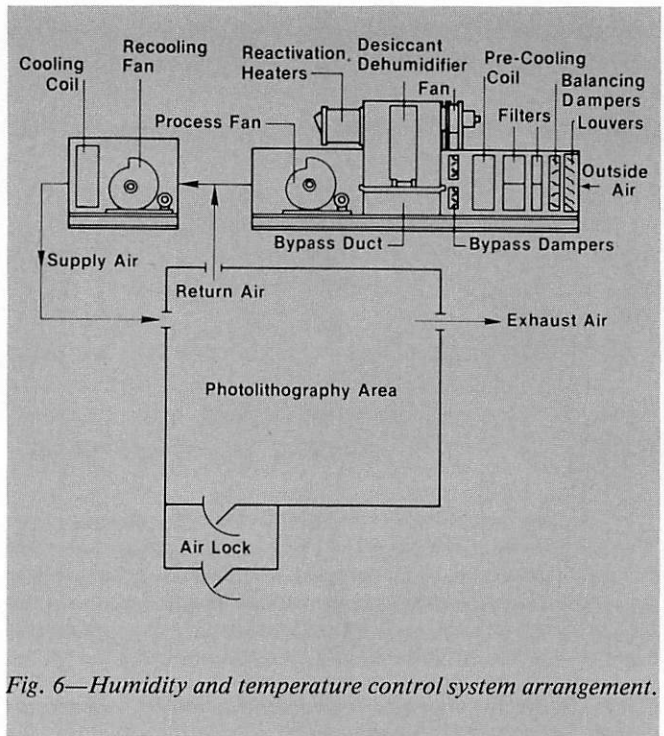 Cooling
Coil
Recooling
Fan
Reactivation
Heaters
Desiccant
Dehumidifier
Fan
Pre-Cooling
Coil
Balancing
Dampers
Filters
Louvers
Process Fan
Outside
Air
Bypass Duct
Bypass Dampers
Supply Air
Return Air
Exhaust Air
Photolithography Area
Air Lock
Fig. 6—Humidity and temperature control system arrangement.